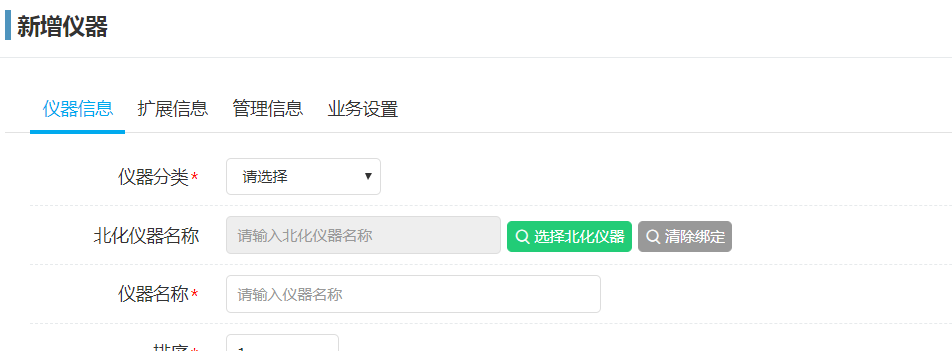 新增仪器
仪器信息 扩展信息 管理信息 业务设置
仪器分类* 请选择
北化仪器名称 请输入北化仪器名称 选择北化仪器 清除绑定
仪器名称* 请输入仪器名称
排序* 1